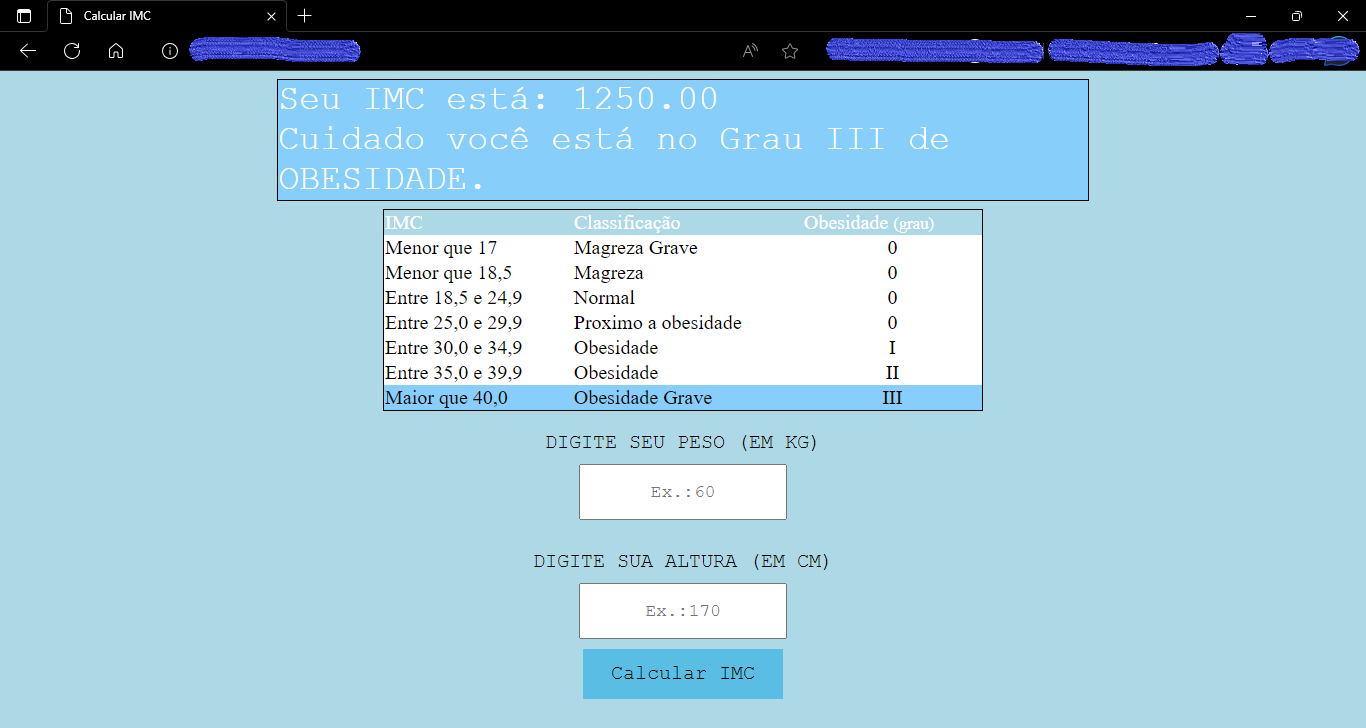 Calcular IMC
Seu IMC está: 1250.00
Cuidado você está no Grau III de
OBESIDADE.
IMC Classificação Obesidade (grau)
Menor que 17 Magreza Grave 0
Menor que 18,5 Magreza 0
Entre 18,5 e 24,9 Normal 0
Entre 25,0 e 29,9 Proximo a obesidade 0
Entre 30,0 e 34,9 Obesidade I
Entre 35,0 e 39,9 Obesidade II
Maior que 40,0 Obesidade Grave III
DIGITE SEU PESO (EM KG)
Ex.:60
DIGITE SUA ALTURA (EM CM)
Ex.:170
Calcular IMC